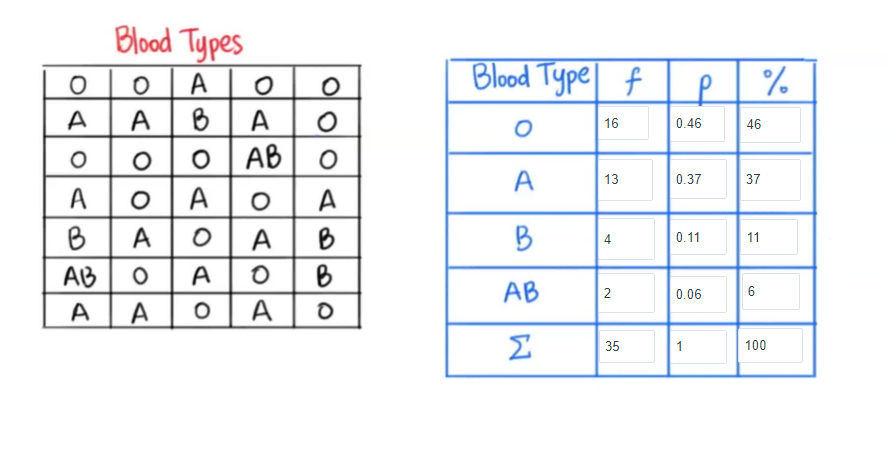 Blood Types
O O A O O
A A B A O
O O O AB O
A O A O A
B A O A B
AB O A O B
A A O A O
Blood Type f p %
O 16 0.46 46
A 13 0.37 37
B 4 0.11 11
AB 2 0.06 6
Σ 35 1 100